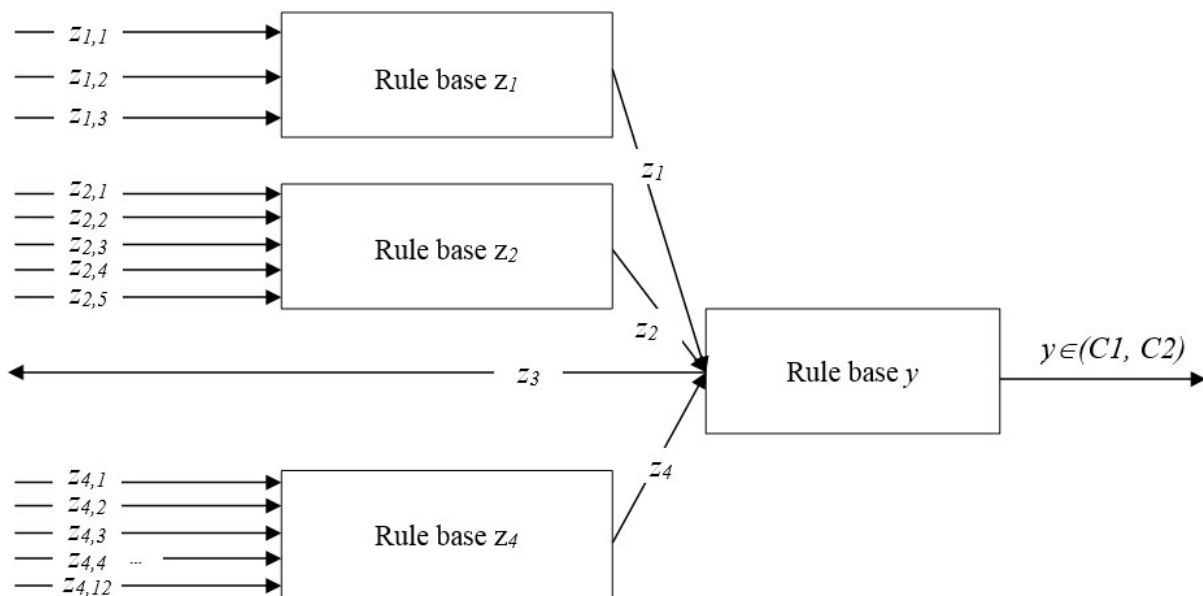 z1,1
z1,2
z1,3
Rule base z1
z1
z2,1
z2,2
z2,3
z2,4
z2,5
Rule base z2
z2
z3
Rule base y
y∈(C1, C2)
z4,1
z4,2
z4,3
z4,4 ...
z4,12
Rule base z4
z4